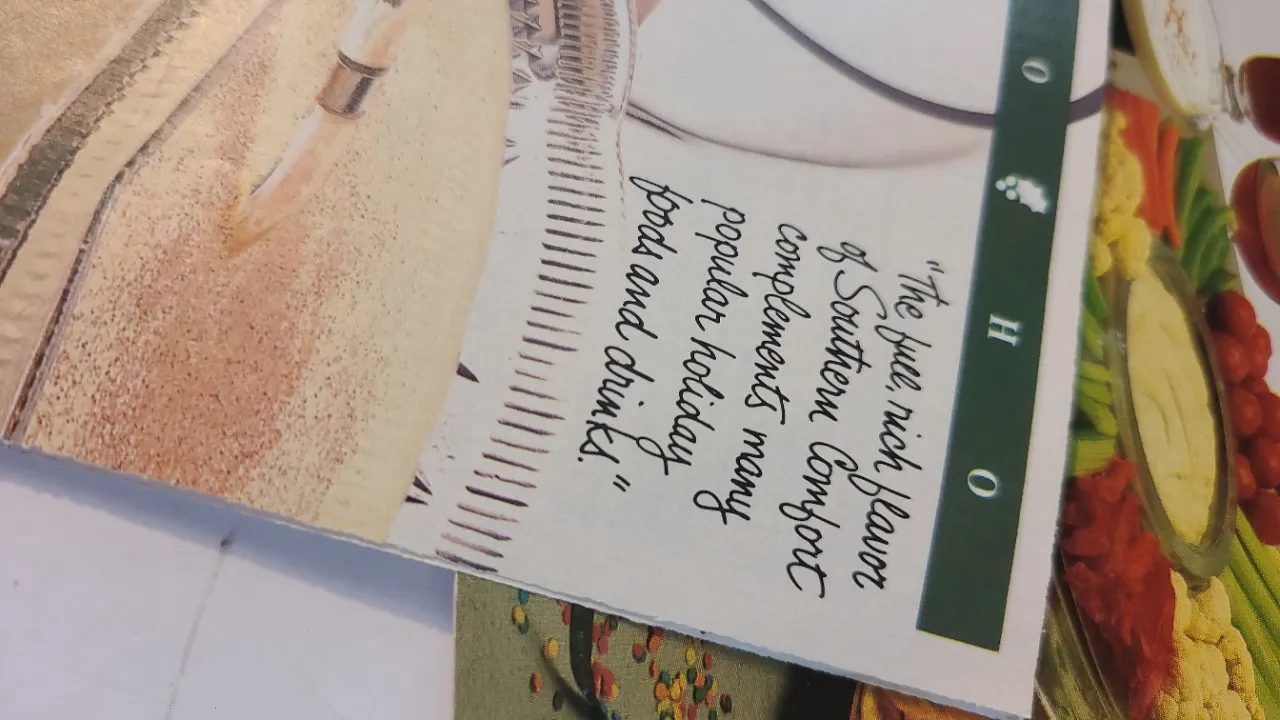 O H O
"The full, rich flavor
of Southern Comfort
complements many
popular holiday
foods and drinks."